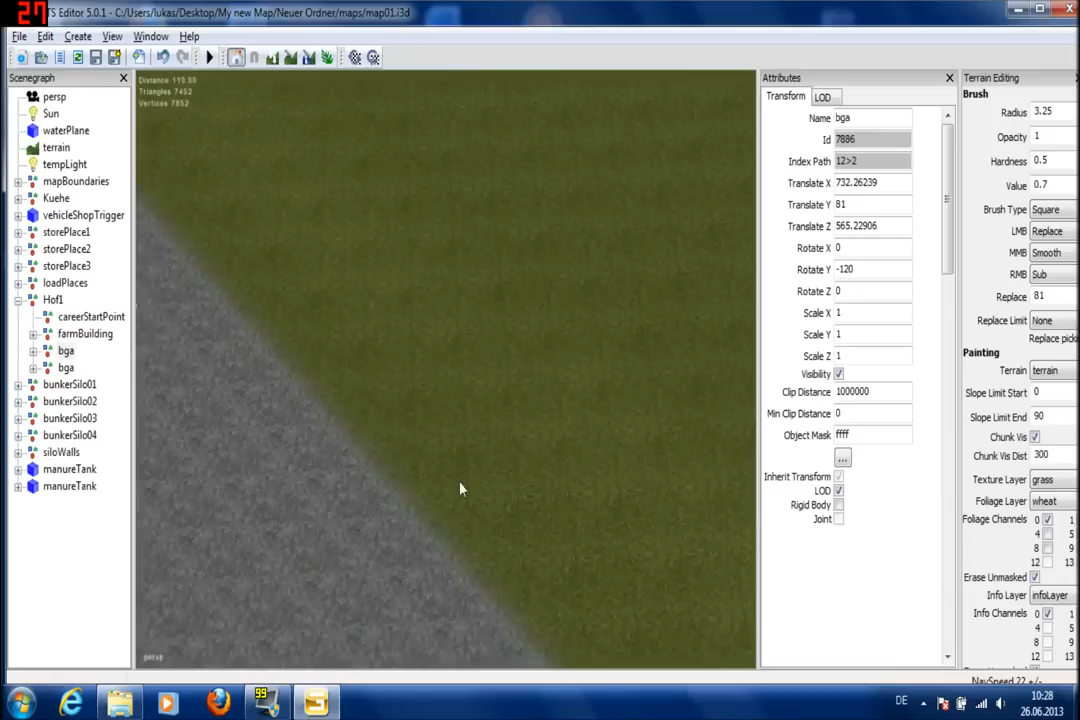 27
TS Editor 5.0.1 - C:/Users/lukas/Desktop/My new Map/Neuer Ordner/maps/map01.i3d
File Edit Create View Window Help
Scenegraph
persp
Sun
waterPlane
terrain
tempLight
mapBoundaries
Kuehe
vehicleShopTrigger
storePlace1
storePlace2
storePlace3
loadPlaces
Hof1
careerStartPoint
farmBuilding
bga
bga
bunkerSilo01
bunkerSilo02
bunkerSilo03
bunkerSilo04
siloWalls
manureTank
manureTank
Distance 110.98
Triangles 7452
Vertices 7852
persp
Attributes
Transform LOD
Name bga
Id 7886
Index Path 12>2
Translate X 732.26239
Translate Y 81
Translate Z 565.22906
Rotate X 0
Rotate Y -120
Rotate Z 0
Scale X 1
Scale Y 1
Scale Z 1
Visibility
Clip Distance 1000000
Min Clip Distance 0
Object Mask ffff
...
Inherit Transform
LOD
Rigid Body
Joint
Terrain Editing
Brush
Radius 3.25
Opacity 1
Hardness 0.5
Value 0.7
Brush Type Square
LMB Replace
MMB Smooth
RMB Sub
Replace 81
Replace Limit None
Replace pick
Painting
Terrain terrain
Slope Limit Start 0
Slope Limit End 90
Chunk Vis
Chunk Vis Dist 300
Texture Layer grass
Foliage Layer wheat
Foliage Channels 0 1
4 5
8 9
12 13
Erase Unmasked
Info Layer infoLayer
Info Channels 0 1
4 5
8 9
12 13
NavSpeed 22 +/-
99
DE
10:28
26.06.2013